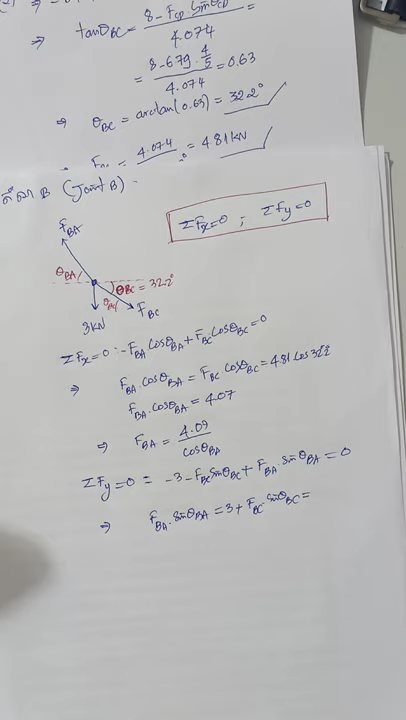 ⇒ tanθBC = 8 - FCD sinθCD / 4.074 =
= 8 - 6.79 · 4/5 / 4.074 = 0.63
⇒ θBC = arctan(0.63) = 32.2°
4.074 = 4.81 kN
B (Joint B)
ΣFx=0 ; ΣFy=0
FBA
θBA
θBC = 32.2°
FBC
3kN
ΣFx=0 : -FBA cosθBA + FBC cosθBC = 0
⇒ FBA cosθBA = FBC cosθBC = 4.81 cos 32.2
FBA · cosθBA = 4.07
⇒ FBA = 4.07 / cosθBA
ΣFy=0 = -3 - FBC sinθBC + FBA · sinθBA = 0
⇒ FBA · sinθBA = 3 + FBC · sinθBC =